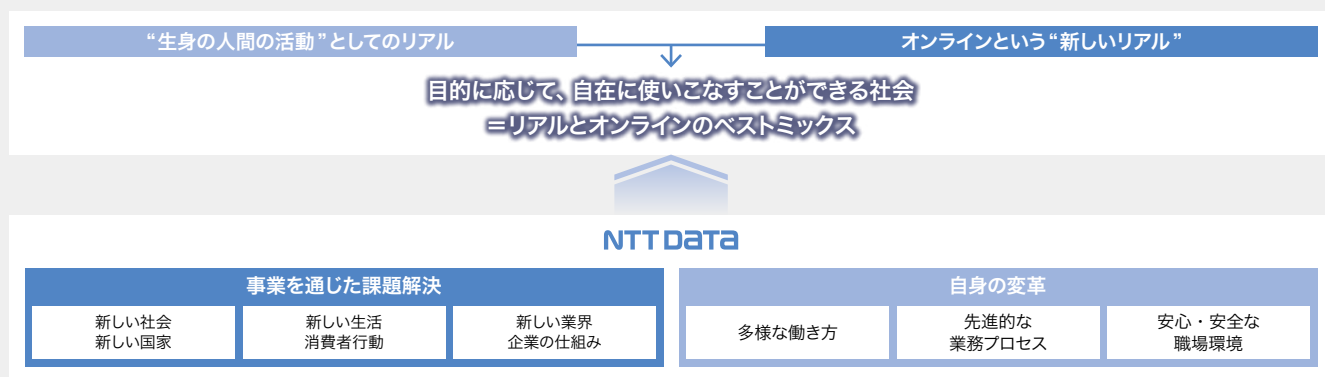 “生身の人間の活動”としてのリアル
オンラインという“新しいリアル”
目的に応じて、自在に使いこなすことができる社会
＝リアルとオンラインのベストミックス
NTT DATA
事業を通じた課題解決
新しい社会
新しい国家
新しい生活
消費者行動
新しい業界
企業の仕組み
自身の変革
多様な働き方
先進的な
業務プロセス
安心・安全な
職場環境